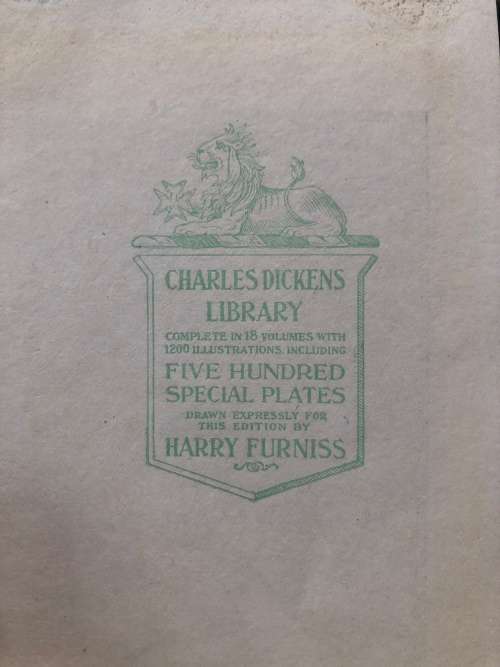 CHARLES DICKENS
LIBRARY
COMPLETE IN 18 VOLUMES WITH
1200 ILLUSTRATIONS, INCLUDING
FIVE HUNDRED
SPECIAL PLATES
DRAWN EXPRESSLY FOR
THIS EDITION BY
HARRY FURNISS